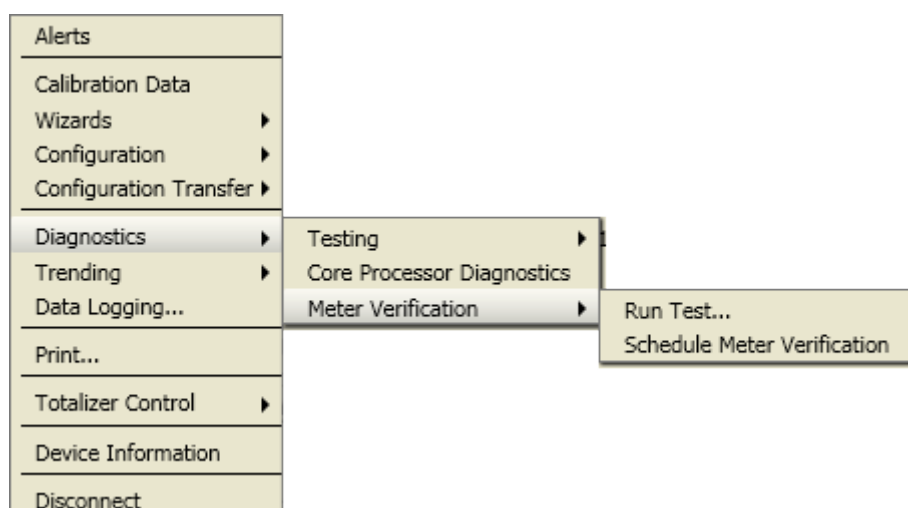 Alerts
Calibration Data
Wizards
Configuration
Configuration Transfer
Diagnostics
Trending
Data Logging...
Print...
Totalizer Control
Device Information
Disconnect
Testing
Core Processor Diagnostics
Meter Verification
Run Test...
Schedule Meter Verification